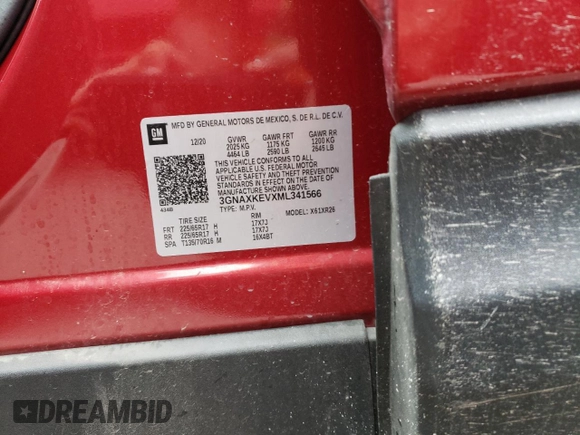 GM
MFD BY GENERAL MOTORS DE MEXICO, S. DE R.L. DE C.V.
12/20 GVWR GAWR FRT GAWR RR
2025 KG 1175 KG 1200 KG
4464 LB 2590 LB 2645 LB
THIS VEHICLE CONFORMS TO ALL
APPLICABLE U.S. FEDERAL MOTOR
VEHICLE SAFETY AND THEFT PREVENTION
STANDARDS IN EFFECT ON THE DATE OF
MANUFACTURE SHOWN ABOVE.
434B
3GNAXKEVXML341566
TYPE: M.P.V. MODEL: X61XR26
TIRE SIZE RIM
FRT 225/65R17 H 17X7J
RR 225/65R17 H 17X7J
SPA T135/70R16 M 16X4BT
DREAMBID